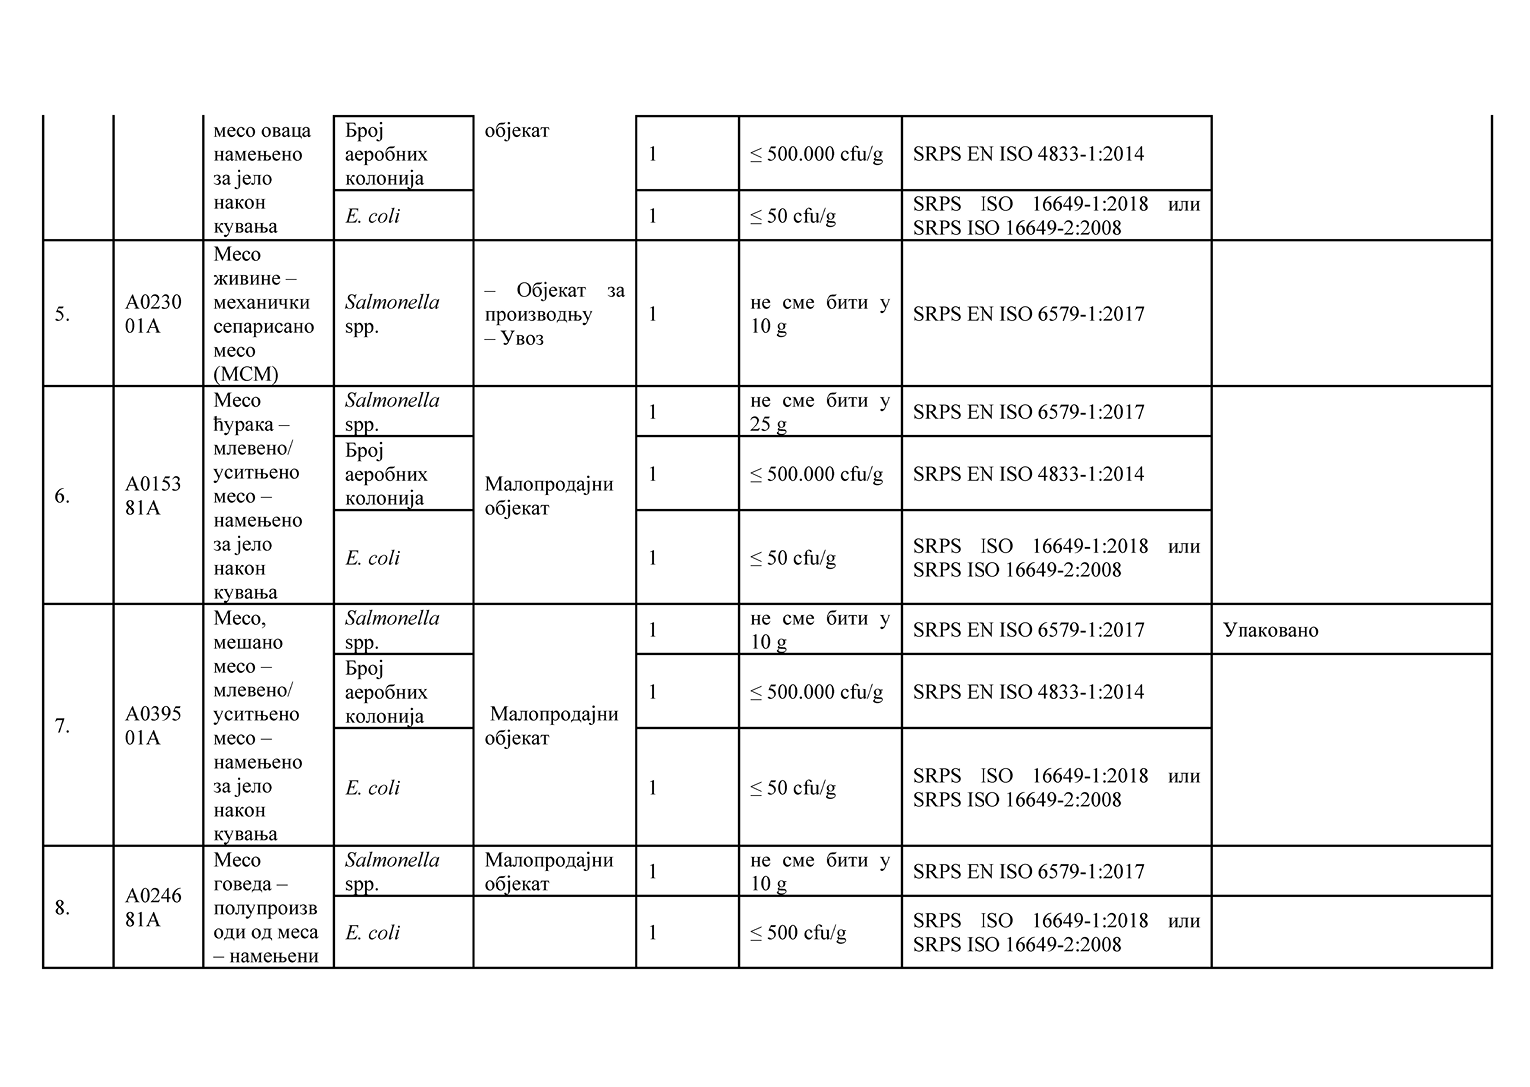 месо оваца
намењено
за јело
након
кувања
Број
аеробних
колонија
објекат
1
≤ 500.000 cfu/g
SRPS EN ISO 4833-1:2014
E. coli
1
≤ 50 cfu/g
SRPS ISO 16649-1:2018 или
SRPS ISO 16649-2:2008
5.
A0230
01A
Месо
живине –
механички
сепарисано
месо
(МСМ)
Salmonella
spp.
– Објекат за
производњу
– Увоз
1
не сме бити у
10 g
SRPS EN ISO 6579-1:2017
6.
A0153
81A
Месо
ћурака –
млевено/
уситњено
месо –
намењено
за јело
након
кувања
Salmonella
spp.
Малопродајни
објекат
1
не сме бити у
25 g
SRPS EN ISO 6579-1:2017
Број
аеробних
колонија
1
≤ 500.000 cfu/g
SRPS EN ISO 4833-1:2014
E. coli
1
≤ 50 cfu/g
SRPS ISO 16649-1:2018 или
SRPS ISO 16649-2:2008
7.
A0395
01A
Месо,
мешано
месо –
млевено/
уситњено
месо –
намењено
за јело
након
кувања
Salmonella
spp.
Малопродајни
објекат
1
не сме бити у
10 g
SRPS EN ISO 6579-1:2017
Упаковано
Број
аеробних
колонија
1
≤ 500.000 cfu/g
SRPS EN ISO 4833-1:2014
E. coli
1
≤ 50 cfu/g
SRPS ISO 16649-1:2018 или
SRPS ISO 16649-2:2008
8.
A0246
81A
Месо
говеда –
полупроизв
оди од меса
– намењени
Salmonella
spp.
Малопродајни
објекат
1
не сме бити у
10 g
SRPS EN ISO 6579-1:2017
E. coli
1
≤ 500 cfu/g
SRPS ISO 16649-1:2018 или
SRPS ISO 16649-2:2008